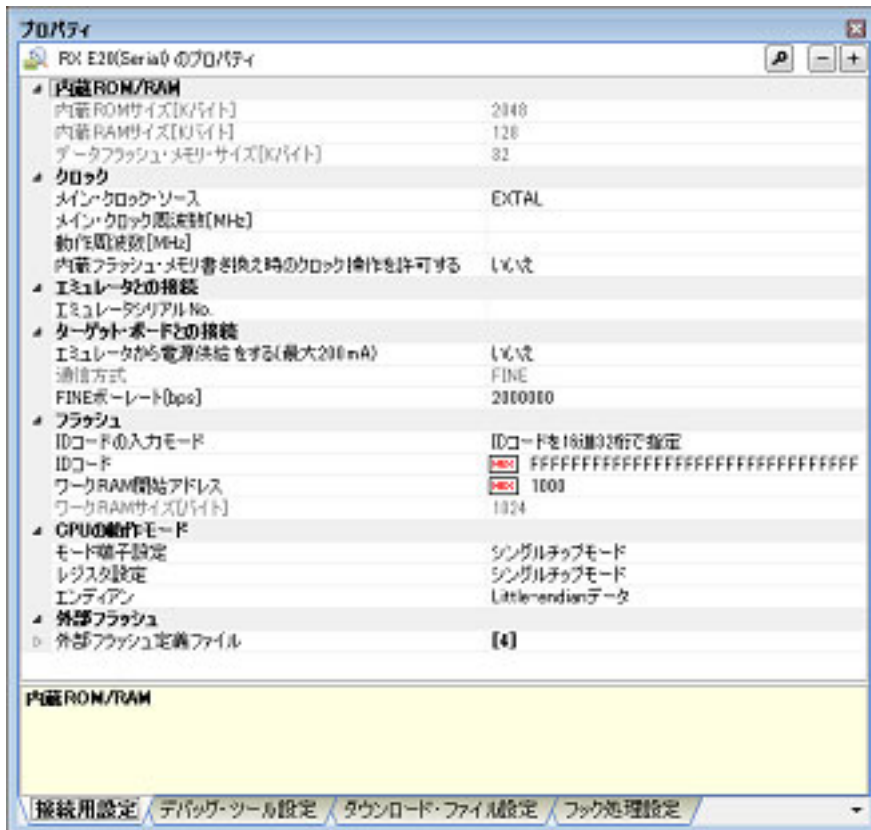 プロパティ
RX E20(Serial) のプロパティ
内蔵ROM/RAM
内蔵ROMサイズ[Kバイト] 2048
内蔵RAMサイズ[Kバイト] 128
データフラッシュ・メモリ・サイズ[Kバイト] 32
クロック
メイン・クロック・ソース EXTAL
メイン・クロック周波数[MHz]
動作周波数[MHz]
内蔵フラッシュ・メモリ書き換え時のクロック操作を許可する いいえ
エミュレータとの接続
エミュレータシリアルNo.
ターゲット・ボードとの接続
エミュレータから電源供給をする(最大200mA) いいえ
通信方式 FINE
FINEボーレート[bps] 2000000
フラッシュ
IDコードの入力モード IDコードを16進32桁で指定
IDコード HEX FFFFFFFFFFFFFFFFFFFFFFFFFFFFFFFF
ワークRAM開始アドレス HEX 1000
ワークRAMサイズ[バイト] 1024
CPUの動作モード
モード端子設定 シングルチップモード
レジスタ設定 シングルチップモード
エンディアン Little-endianデータ
外部フラッシュ
外部フラッシュ定義ファイル [4]
内蔵ROM/RAM
接続用設定 デバッグ・ツール設定 ダウンロード・ファイル設定 フック処理設定